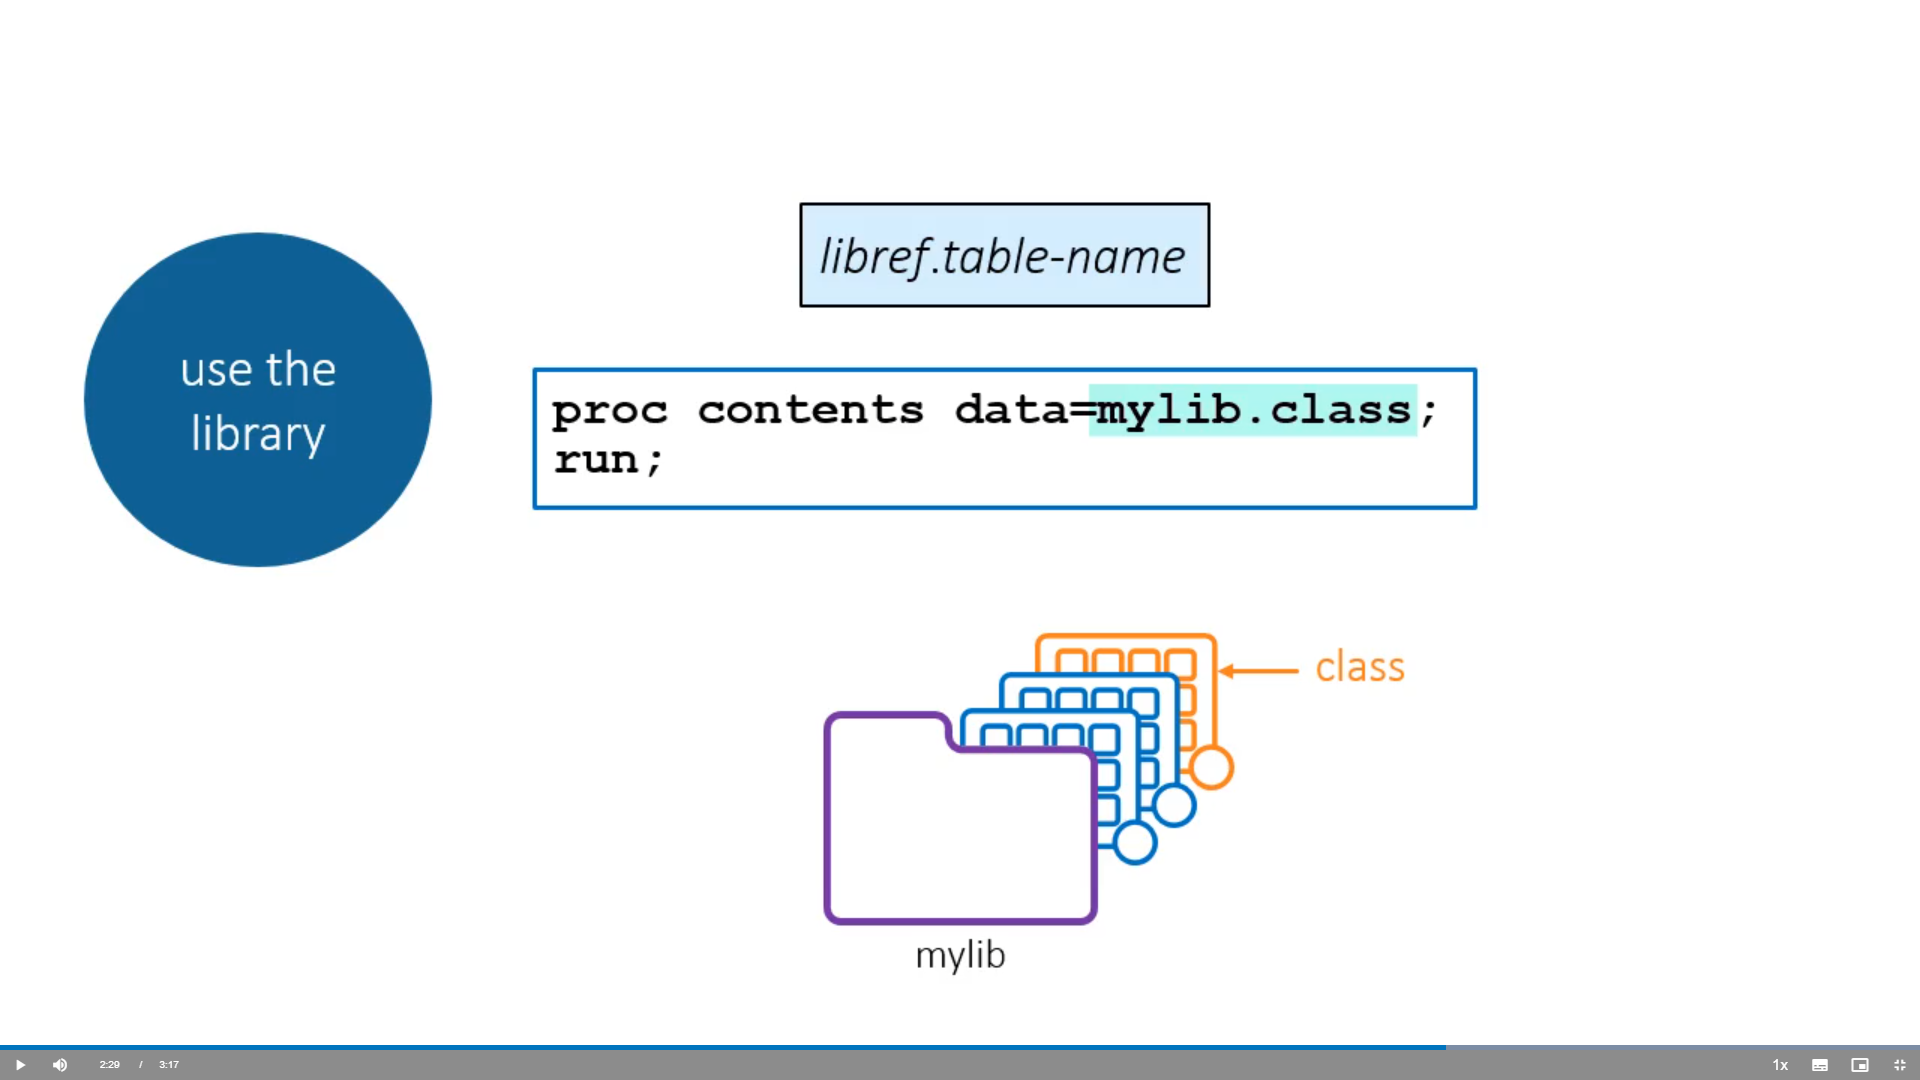 libref.table-name
use the
library
proc contents data=mylib.class;
run;
class
mylib
2:29 / 3:17
1x